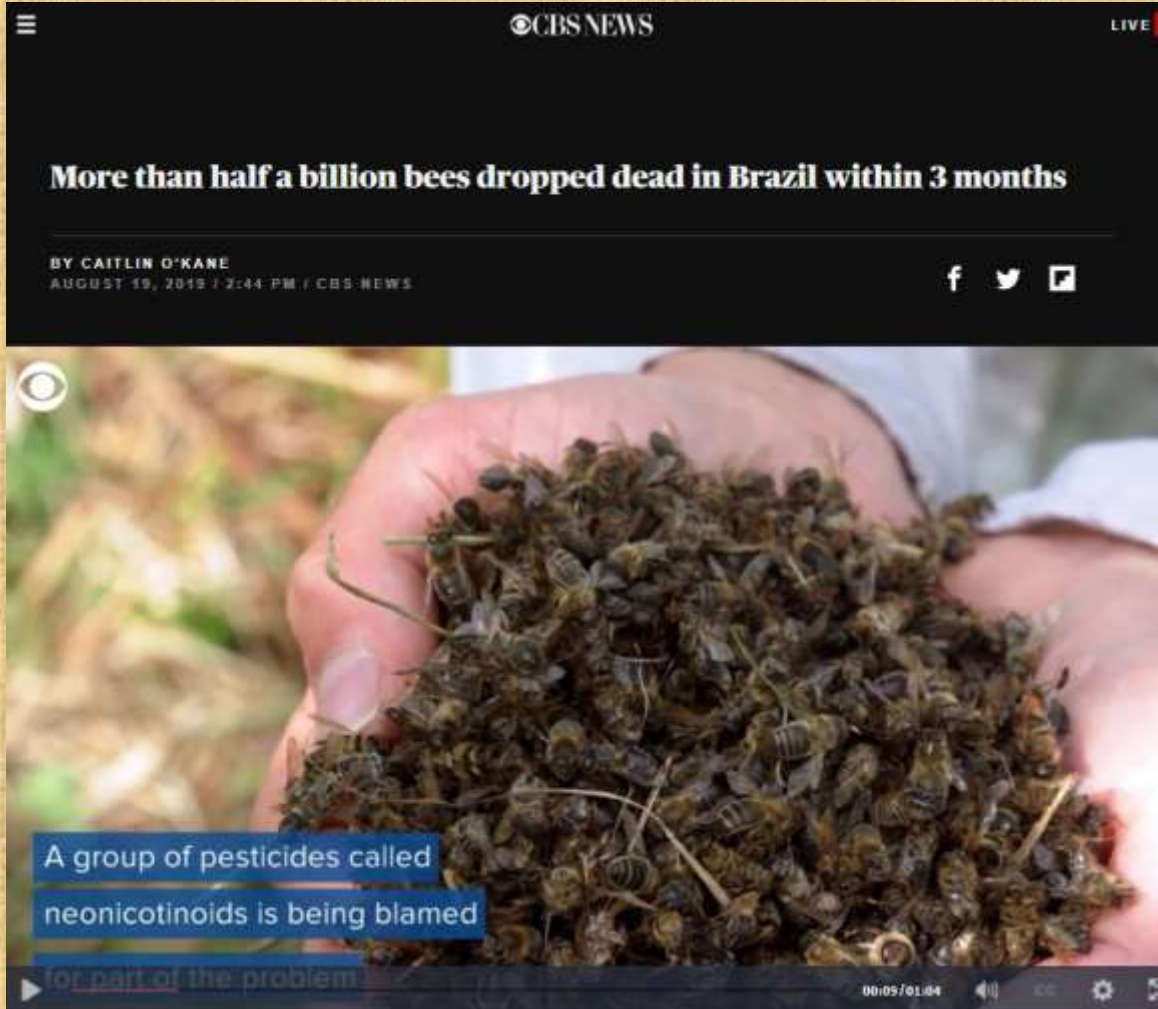 CBS NEWS
LIVE
More than half a billion bees dropped dead in Brazil within 3 months
BY CAITLIN O'KANE
AUGUST 19, 2019 / 2:44 PM / CBS NEWS
A group of pesticides called
neonicotinoids is being blamed
for part of the problem
00:09/01:04
CC